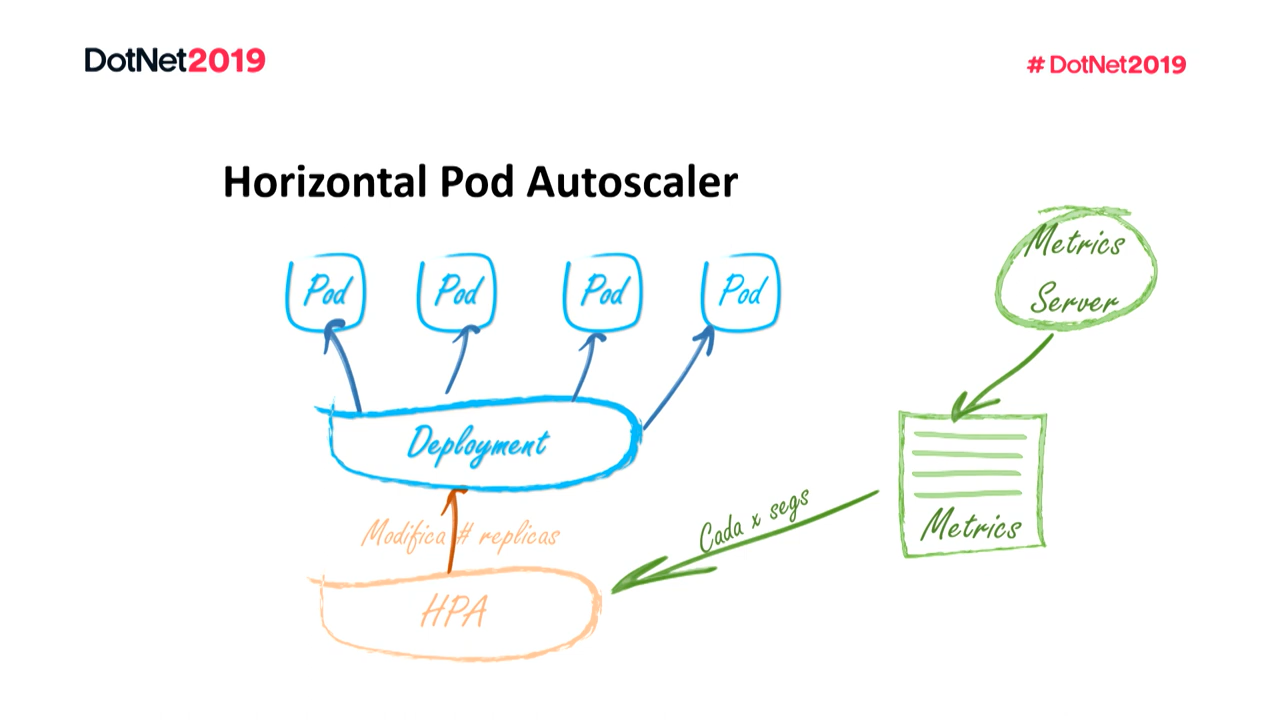 DotNet2019
# DotNet2019
Horizontal Pod Autoscaler
Metrics
Server
Pod
Pod
Pod
Pod
Deployment
Cada x segs
Metrics
Modifica # replicas
HPA